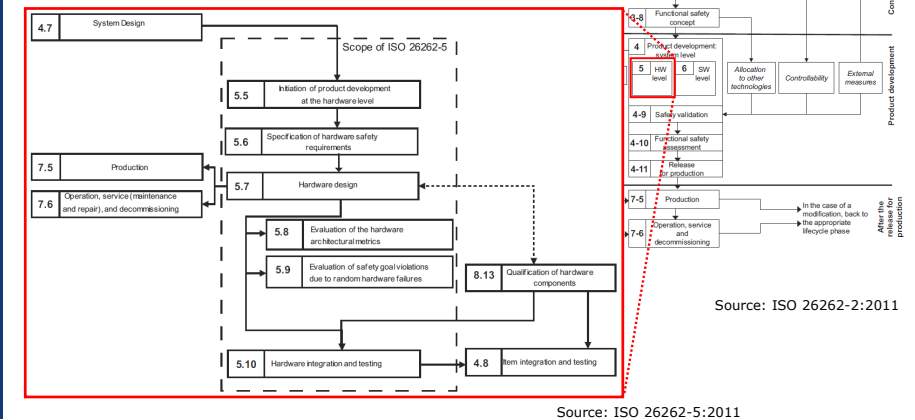 4.7
System Design
Scope of ISO 26262-5
5.5
Initiation of product development
at the hardware level
5.6
Specification of hardware safety
requirements
7.5
Production
5.7
Hardware design
7.6
Operation, service (maintenance
and repair), and decommissioning
5.8
Evaluation of the hardware
architectural metrics
5.9
Evaluation of safety goal violations
due to random hardware failures
8.13
Qualification of hardware
components
5.10
Hardware integration and testing
4.8
Item integration and testing
3-8
Functional safety
concept
4
Product development:
system level
5
HW
level
6
SW
level
Allocation
to other
technologies
Controllability
External
measures
4-9
Safety validation
4-10
Functional safety
assessment
4-11
Release
for production
7-5
Production
7-6
Operation, service
and
decommissioning
In the case of a
modification, back to
the appropriate
lifecycle phase
Con
Product development
After the
release for
production
Source: ISO 26262-2:2011
Source: ISO 26262-5:2011